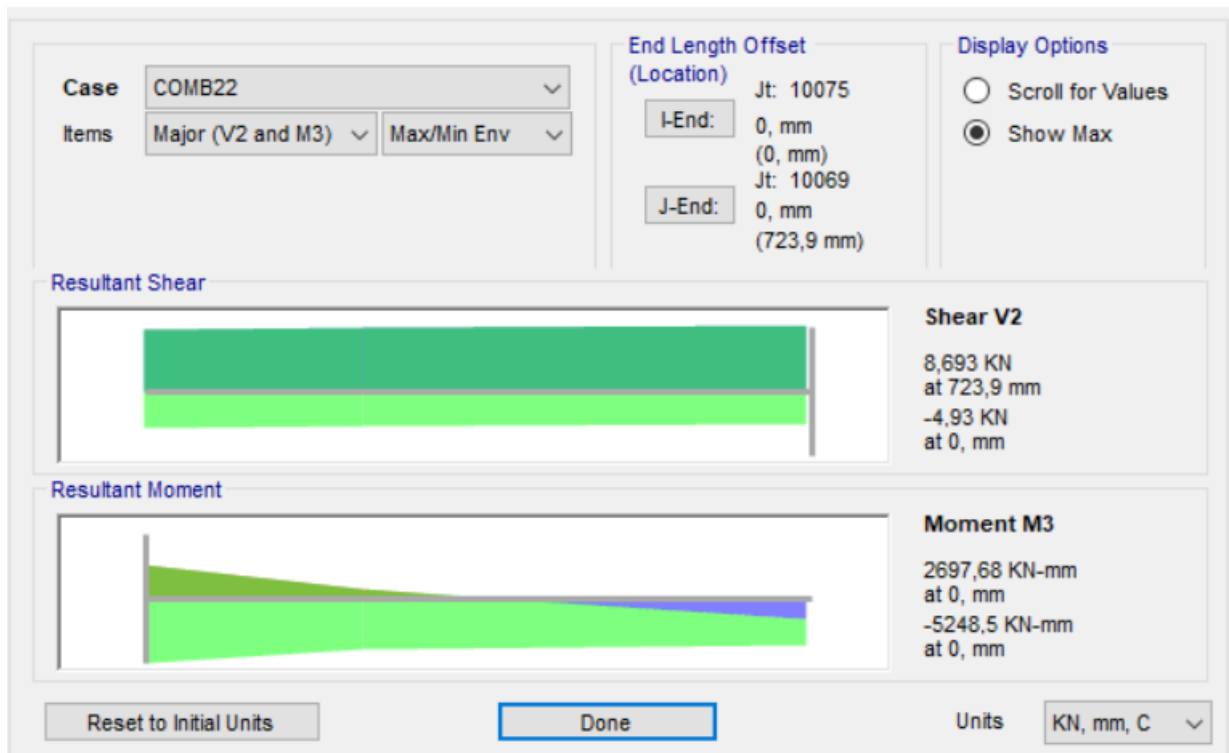 Case COMB22
Items Major (V2 and M3) Max/Min Env
End Length Offset
(Location)
I-End:
Jt: 10075
0, mm
(0, mm)
J-End:
Jt: 10069
0, mm
(723,9 mm)
Display Options
Scroll for Values
Show Max
Resultant Shear
Shear V2
8,693 KN
at 723,9 mm
-4,93 KN
at 0, mm
Resultant Moment
Moment M3
2697,68 KN-mm
at 0, mm
-5248,5 KN-mm
at 0, mm
Reset to Initial Units
Done
Units KN, mm, C